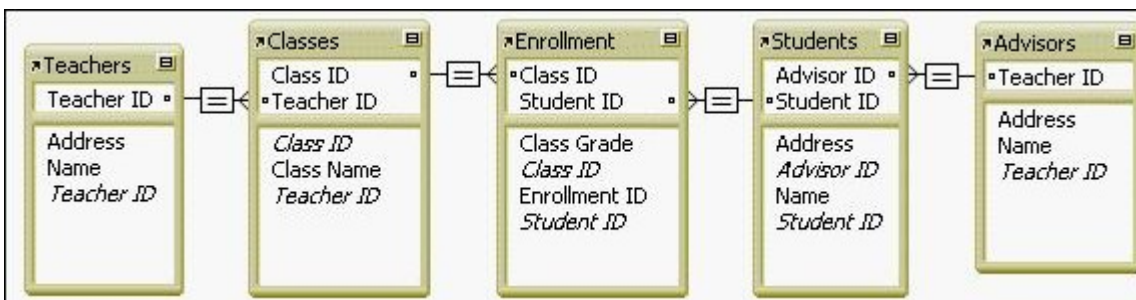 Teachers
Teacher ID
Address
Name
Teacher ID
Classes
Class ID
Teacher ID
Class ID
Class Name
Teacher ID
Enrollment
Class ID
Student ID
Class Grade
Class ID
Enrollment ID
Student ID
Students
Advisor ID
Student ID
Address
Advisor ID
Name
Student ID
Advisors
Teacher ID
Address
Name
Teacher ID